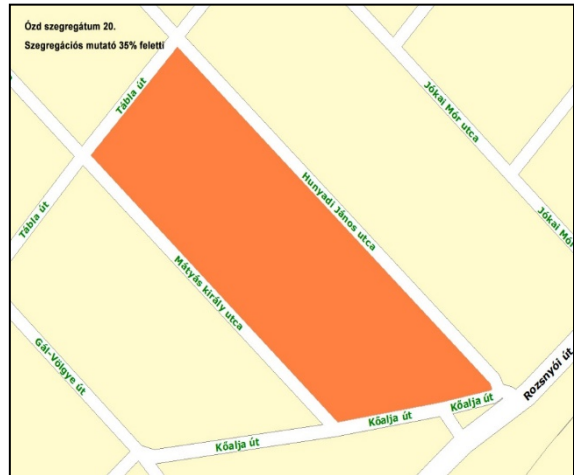 Ózd szegregátum 20.
Szegregációs mutató 35% feletti
Tábla út
Jókai Mór utca
Hunyadi János utca
Tábla út
Jókai Mó
Mátyás király utca
Gál-Völgye út
Rozsnyói út
Kőalja út
Kőalja út
Kőalja út